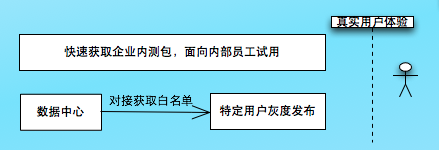 真实用户体验
快速获取企业内测包，面向内部员工试用
数据中心
对接获取白名单
特定用户灰度发布